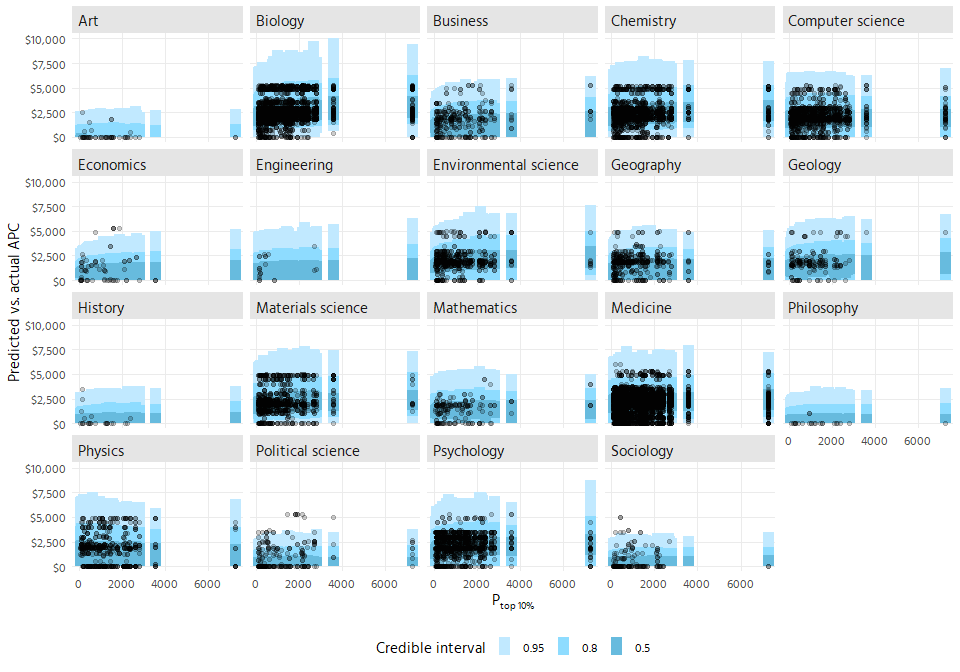 Art Biology Business Chemistry Computer science
$10,000
$7,500
$5,000
$2,500
$0
Economics Engineering Environmental science Geography Geology
$10,000
$7,500
$5,000
$2,500
$0
History Materials science Mathematics Medicine Philosophy
$10,000
$7,500
$5,000
$2,500
$0
0 2000 4000 6000
Physics Political science Psychology Sociology
$10,000
$7,500
$5,000
$2,500
$0
0 2000 4000 6000 0 2000 4000 6000 0 2000 4000 6000 0 2000 4000 6000
Predicted vs. actual APC
P top 10%
Credible interval 0.95 0.8 0.5